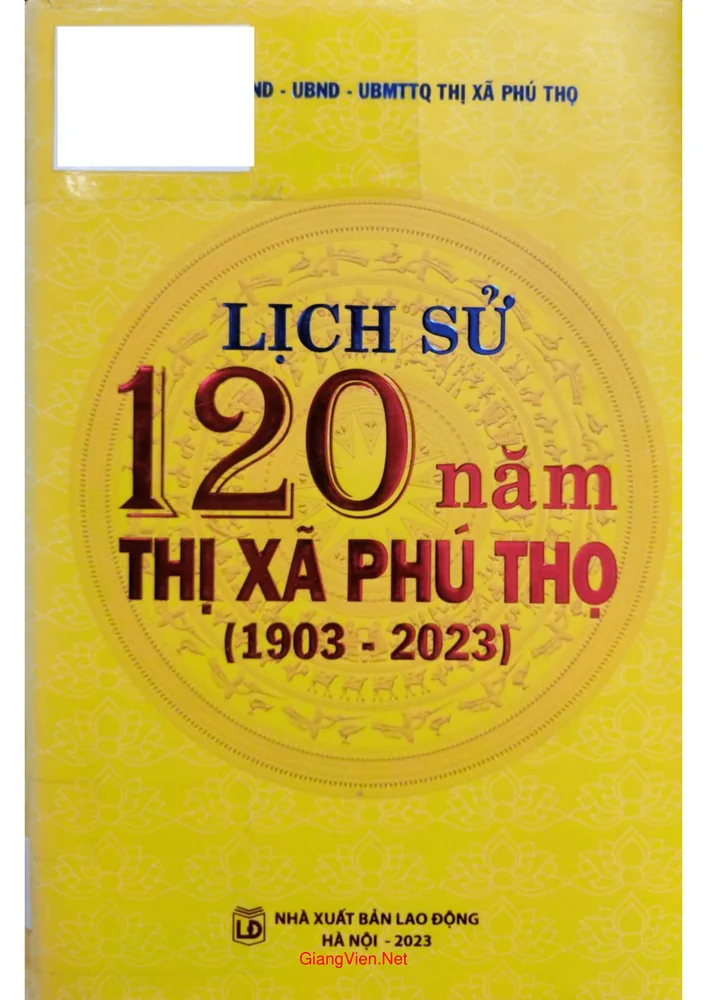 - UBND - UBMTTQ THỊ XÃ PHÚ THỌ
LỊCH SỬ
120 năm
THỊ XÃ PHÚ THỌ
(1903 - 2023)
LĐ
NHÀ XUẤT BẢN LAO ĐỘNG
HÀ NỘI - 2023
GiangVien.Net